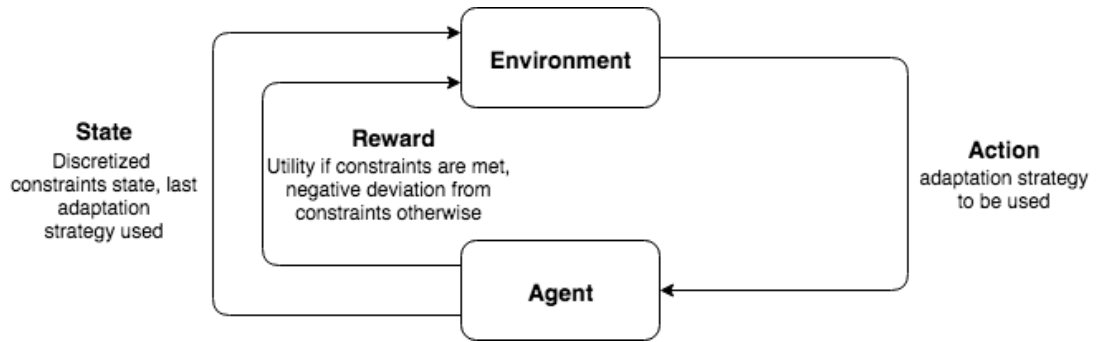 Environment
State
Discretized
constraints state, last
adaptation
strategy used
Reward
Utility if constraints are met,
negative deviation from
constraints otherwise
Action
adaptation strategy
to be used
Agent